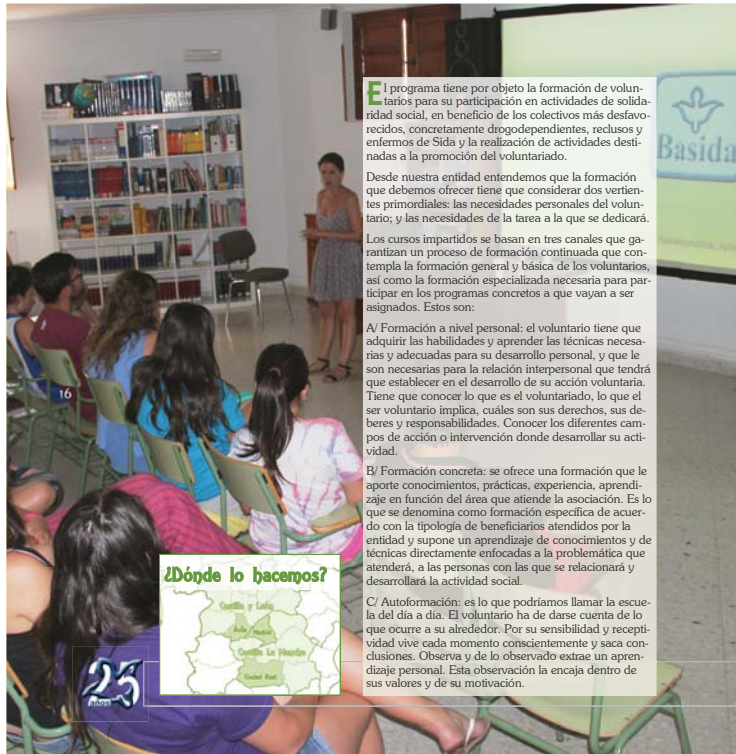 El programa tiene por objeto la formación de volun-
tarios para su participación en actividades de solida-
ridad social, en beneficio de los colectivos más desfavo-
recidos, concretamente drogodependientes, reclusos y
enfermos de Sida y la realización de actividades desti-
nadas a la promoción del voluntariado.
Desde nuestra entidad entendemos que la formación
que debemos ofrecer tiene que considerar dos vertien-
tes primordiales: las necesidades personales del volun-
tario; y las necesidades de la tarea a la que se dedicará.
Los cursos impartidos se basan en tres canales que ga-
rantizan un proceso de formación continuada que con-
templa la formación general y básica de los voluntarios,
así como la formación especializada necesaria para par-
ticipar en los programas concretos a que vayan a ser
asignados. Estos son:
A/ Formación a nivel personal: el voluntario tiene que
adquirir las habilidades y aprender las técnicas necesa-
rias y adecuadas para su desarrollo personal, y que le
son necesarias para la relación interpersonal que tendrá
que establecer en el desarrollo de su acción voluntaria.
Tiene que conocer lo que es el voluntariado, lo que el
ser voluntario implica, cuáles son sus derechos, sus de-
beres y responsabilidades. Conocer los diferentes cam-
pos de acción o intervención donde desarrollar su acti-
vidad.
B/ Formación concreta: se ofrece una formación que le
aporte conocimientos, prácticas, experiencia, aprendi-
zaje en función del área que atiende la asociación. Es lo
que se denomina como formación específica de acuer-
do con la tipología de beneficiarios atendidos por la
entidad y supone un aprendizaje de conocimientos y de
técnicas directamente enfocadas a la problemática que
atenderá, a las personas con las que se relacionará y
desarrollará la actividad social.
C/ Autoformación: es lo que podríamos llamar la escue-
la del día a día. El voluntario ha de darse cuenta de lo
que ocurre a su alrededor. Por su sensibilidad y recepti-
vidad vive cada momento conscientemente y saca con-
clusiones. Observa y de lo observado extrae un apren-
dizaje personal. Esta observación la encaja dentro de
sus valores y de su motivación.
Basida
16
¿Dónde lo hacemos?
Castilla y León
Ávila Madrid
Castilla La Mancha
Ciudad Real
25
años